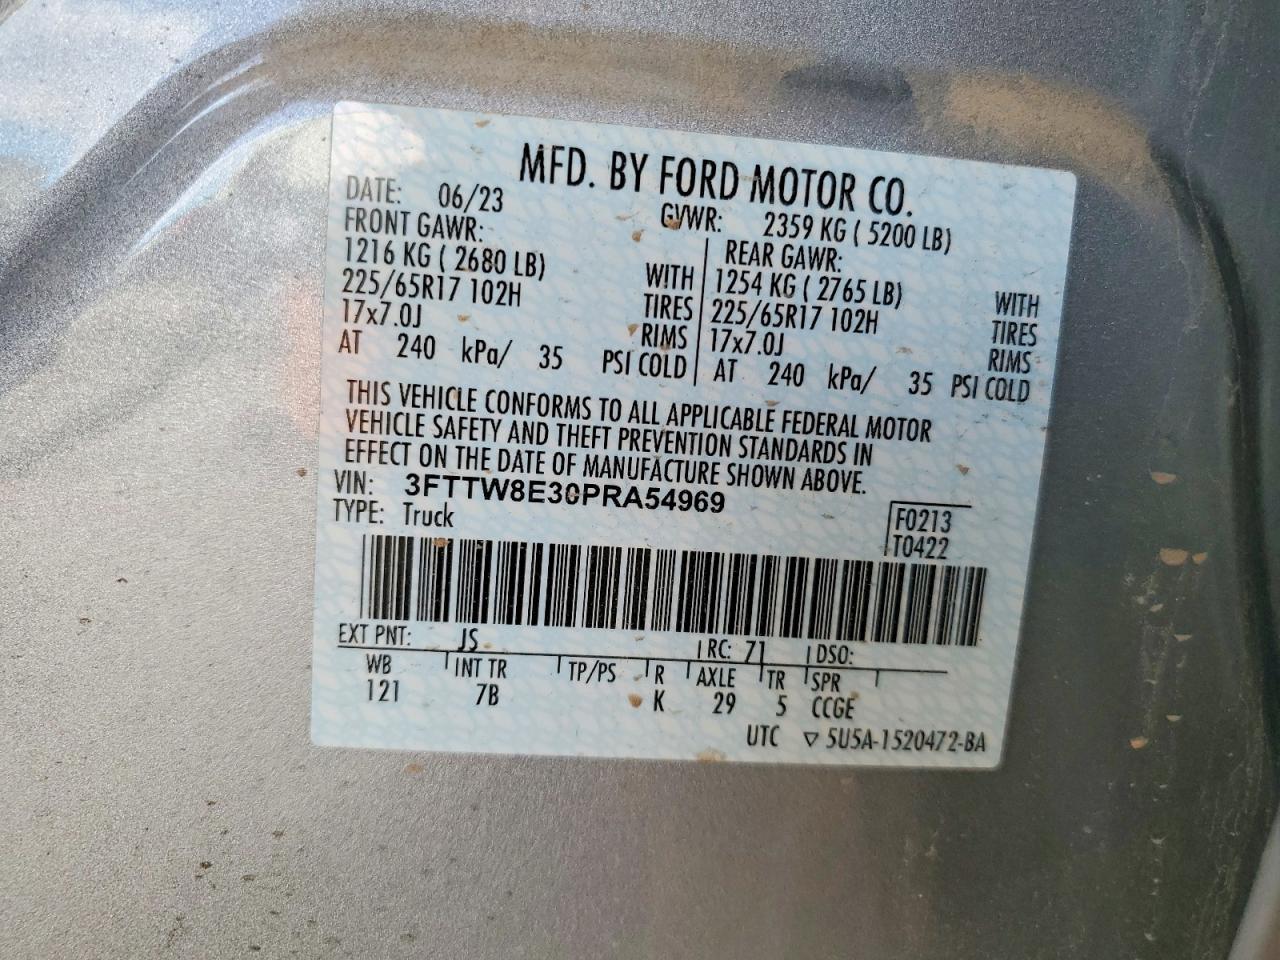 MFD. BY FORD MOTOR CO.
DATE: 06/23 GVWR: 2359 KG ( 5200 LB)
FRONT GAWR: REAR GAWR:
1216 KG ( 2680 LB) WITH 1254 KG ( 2765 LB) WITH
225/65R17 102H TIRES 225/65R17 102H TIRES
17x7.0J RIMS 17x7.0J RIMS
AT 240 kPa/ 35 PSI COLD AT 240 kPa/ 35 PSI COLD
THIS VEHICLE CONFORMS TO ALL APPLICABLE FEDERAL MOTOR
VEHICLE SAFETY AND THEFT PREVENTION STANDARDS IN
EFFECT ON THE DATE OF MANUFACTURE SHOWN ABOVE.
VIN: 3FTTW8E30PRA54969
TYPE: Truck
F0213
T0422
EXT PNT: JS RC: 71 DSO:
WB INT TR TP/PS R AXLE TR SPR
121 7B K 29 5 CCGE
UTC ▽ 5U5A-1520472-BA